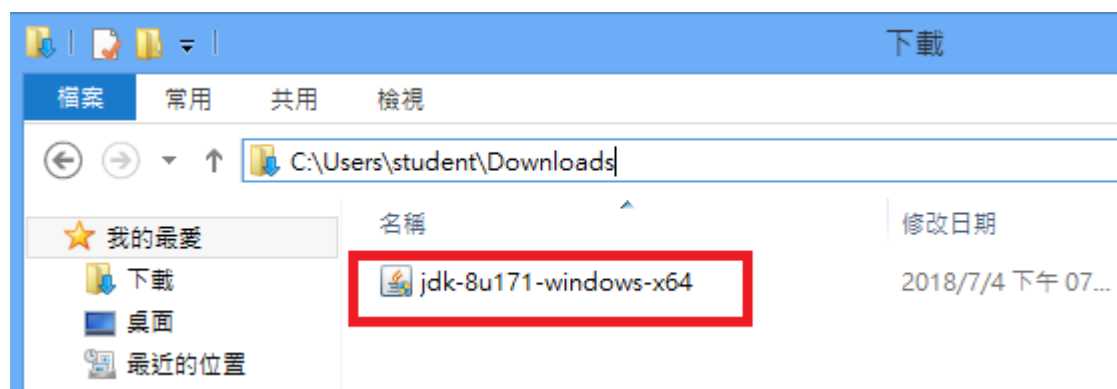 下載
檔案 常用 共用 檢視
C:\Users\student\Downloads
名稱 修改日期
我的最愛
jdk-8u171-windows-x64 2018/7/4 下午 07...
下載
桌面
最近的位置